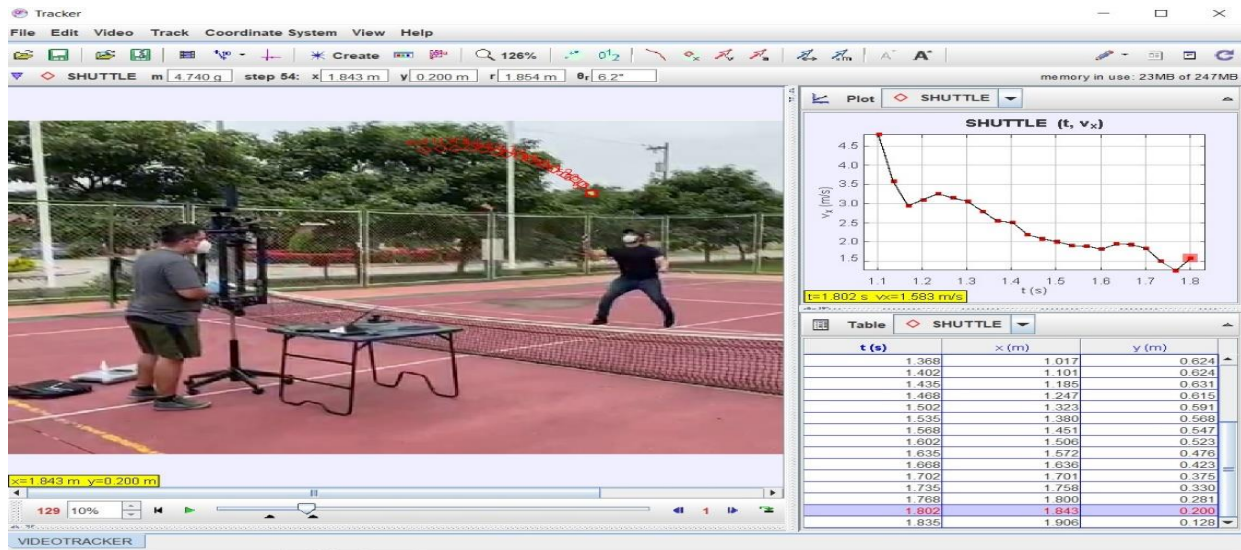 Tracker
File Edit Video Track Coordinate System View Help
Create 126%
SHUTTLE m 4.740 g step 54: x 1.843 m y 0.200 m r 1.854 m θr 6.2° memory in use: 23MB of 247MB
Plot SHUTTLE
SHUTTLE (t, vₓ)
4.5
4.0
3.5
3.0
2.5
2.0
1.5
vₓ (m/s)
1.1 1.2 1.3 1.4 1.5 1.6 1.7 1.8
t (s)
t=1.802 s vx=1.583 m/s
Table SHUTTLE
t (s) x (m) y (m)
1.368 1.017 0.624
1.402 1.101 0.624
1.435 1.185 0.631
1.468 1.247 0.615
1.502 1.323 0.591
1.535 1.380 0.568
1.568 1.451 0.547
1.602 1.506 0.523
1.635 1.572 0.476
1.668 1.636 0.423
1.702 1.701 0.375
1.735 1.758 0.330
1.768 1.800 0.281
1.802 1.843 0.200
1.835 1.906 0.128
x=1.843 m y=0.200 m
129 10% 1
VIDEOTRACKER